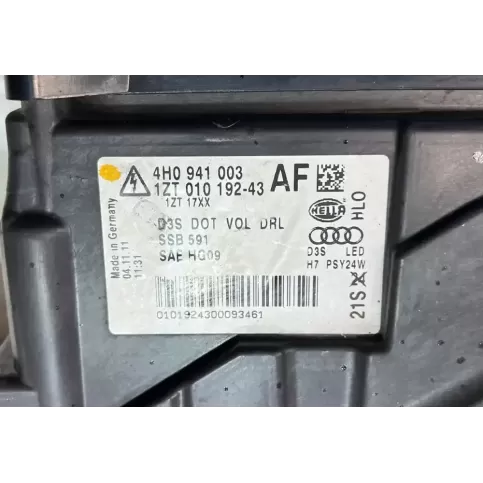 4H0 941 003 AF
1ZT 010 192-43
1ZT 17XX
D3S DOT VOL DRL
SSB 591
SAE HG09
Made in Germany
04.11.11
11:31
0101924300093461
HELLA
HLO
D3S LED
H7 PSY24W
21S